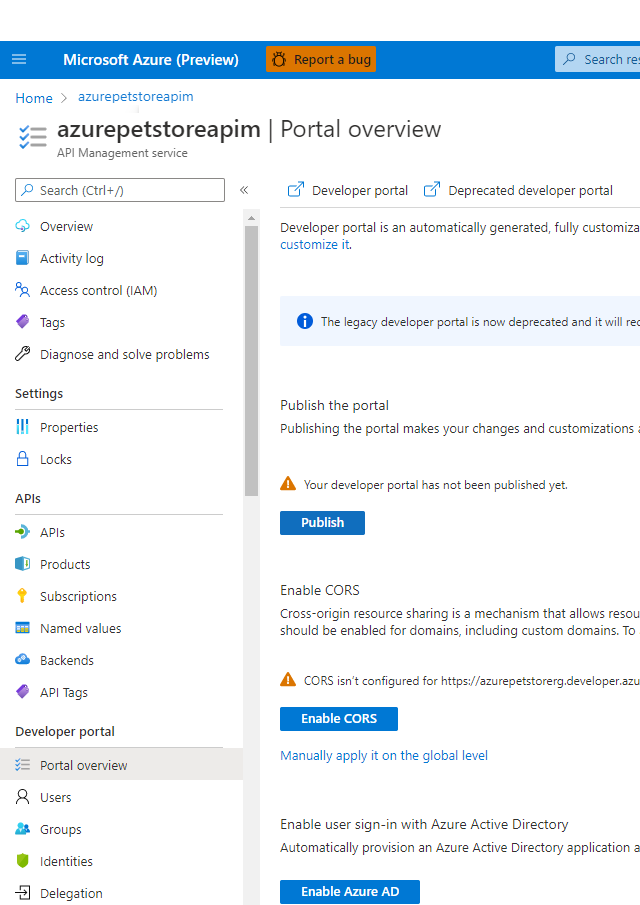 Microsoft Azure (Preview)
Report a bug
Search res
Home
azurepetstoreapim
azurepetstoreapim | Portal overview
API Management service
Search (Ctrl+/)
«
Developer portal
Deprecated developer portal
Overview
Activity log
Access control (IAM)
Tags
Diagnose and solve problems
Settings
Properties
Locks
APIs
APIs
Products
Subscriptions
Named values
Backends
API Tags
Developer portal
Portal overview
Users
Groups
Identities
Delegation
Developer portal is an automatically generated, fully customiza
customize it.
The legacy developer portal is now deprecated and it will rec
Publish the portal
Publishing the portal makes your changes and customizations a
Your developer portal has not been published yet.
Publish
Enable CORS
Cross-origin resource sharing is a mechanism that allows resou
should be enabled for domains, including custom domains. To
CORS isn't configured for https://azurepetstorerg.developer.azu
Enable CORS
Manually apply it on the global level
Enable user sign-in with Azure Active Directory
Automatically provision an Azure Active Directory application a
Enable Azure AD